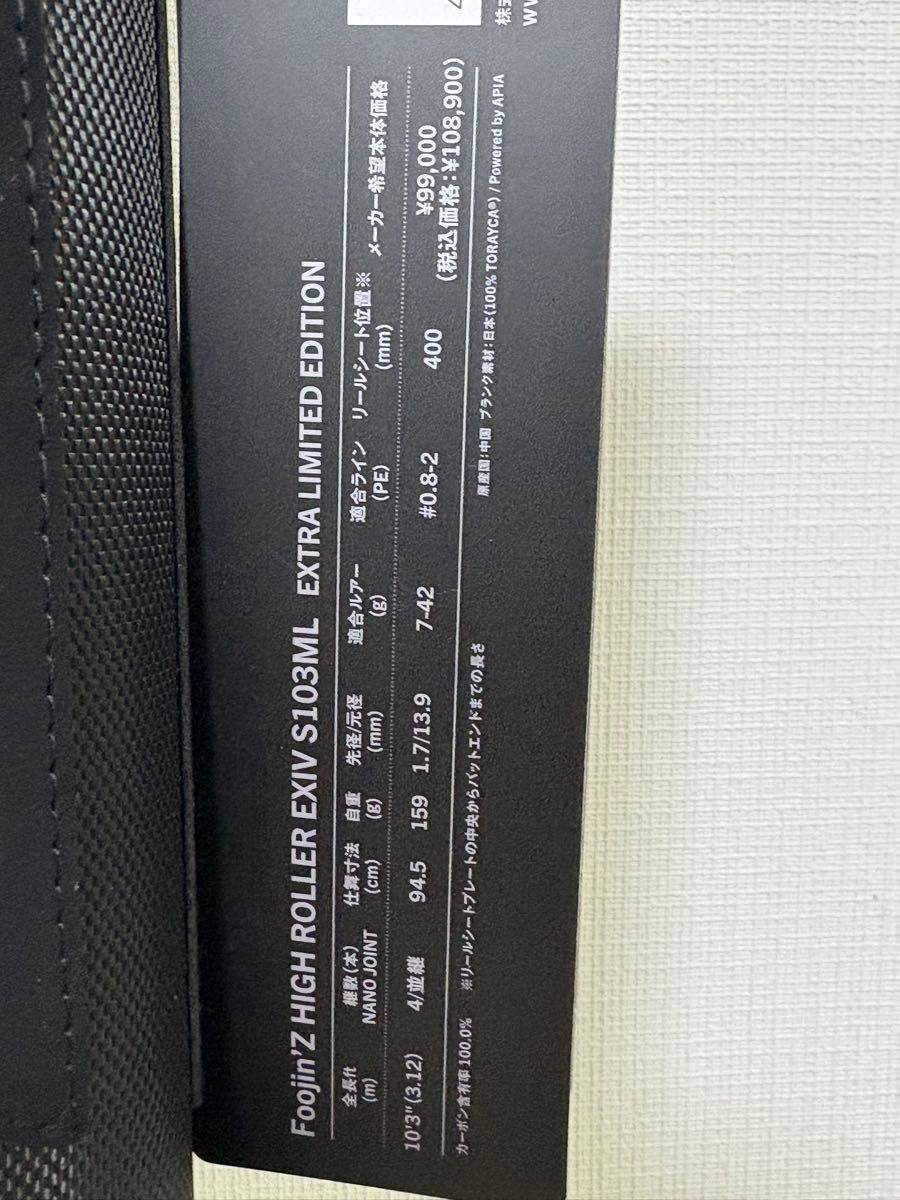 Foojin'Z HIGH ROLLER EXIV S103ML EXTRA LIMITED EDITION
全長ft (m) 継数(本) NANO JOINT 仕舞寸法 (cm) 自重 (g) 先径/元径 (mm) 適合ルアー (g) 適合ライン (PE) リールシート位置※ (mm) メーカー希望本体価格
10'3"(3.12) 4/並継 94.5 159 1.7/13.9 7-42 #0.8-2 400 ¥99,000
(税込価格:¥108,900)
カーボン含有率 100.0% ※リールシートプレートの中央からバットエンドまでの長さ
原産国:中国 ブランク素材:日本(100% TORAYCA®) / Powered by APIA